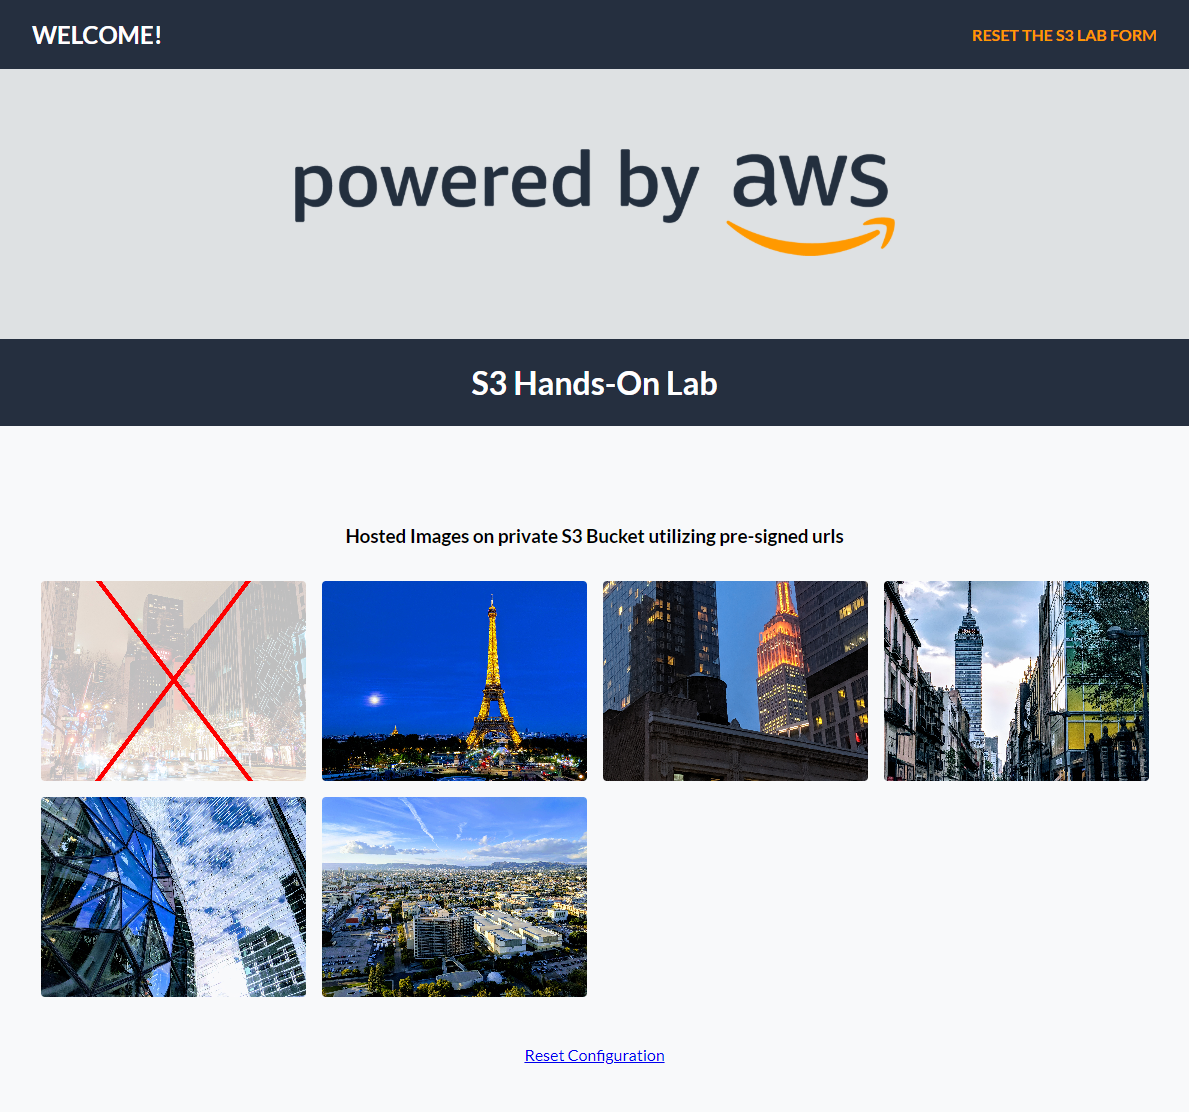 WELCOME!
RESET THE S3 LAB FORM
powered by aws
S3 Hands-On Lab
Hosted Images on private S3 Bucket utilizing pre-signed urls
Reset Configuration